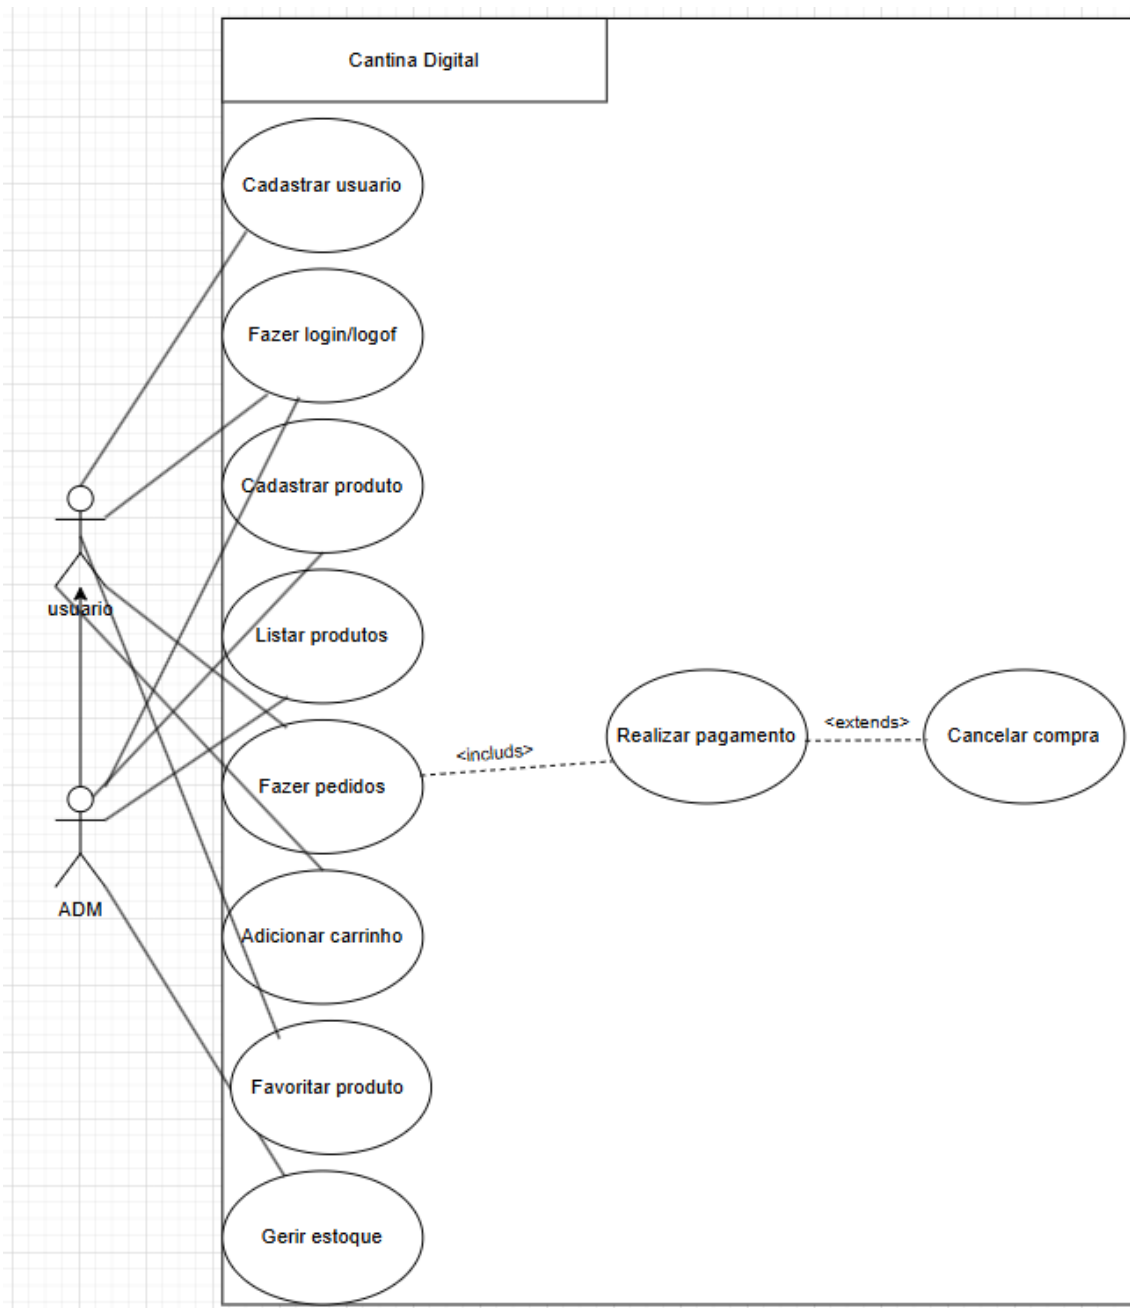 Cantina Digital
Cadastrar usuario
Fazer login/logof
Cadastrar produto
usuario
Listar produtos
Realizar pagamento
<extends>
Cancelar compra
<includs>
Fazer pedidos
ADM
Adicionar carrinho
Favoritar produto
Gerir estoque